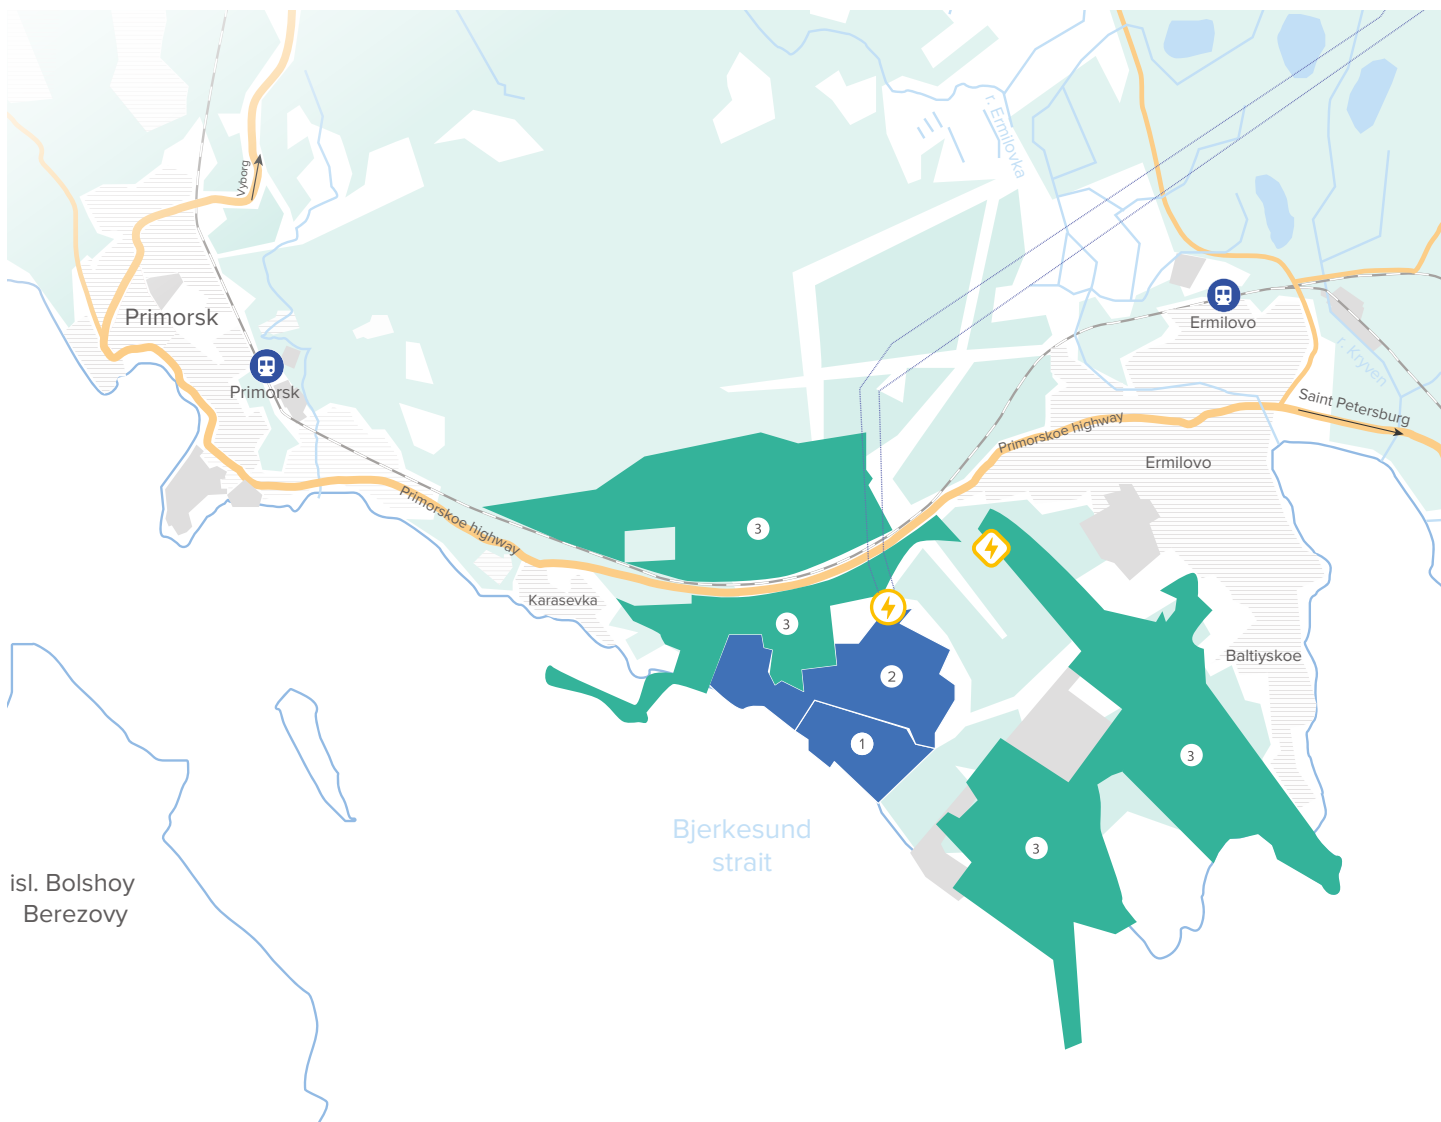 r. Ermilovka
Vyborg
Primorsk
Ermilovo
r. Kryven
Primorsk
Saint Petersburg
Primorskoe highway
Ermilovo
Primorskoe highway
3
Karasevka
3
Baltiyskoe
2
1
3
Bjerkesund
strait
3
isl. Bolshoy
Berezovy